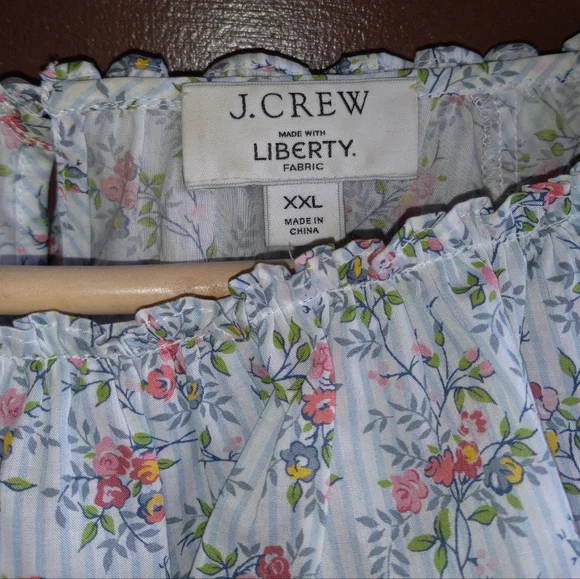 J.CREW
MADE WITH
LIBERTY.
FABRIC
XXL
MADE IN
CHINA